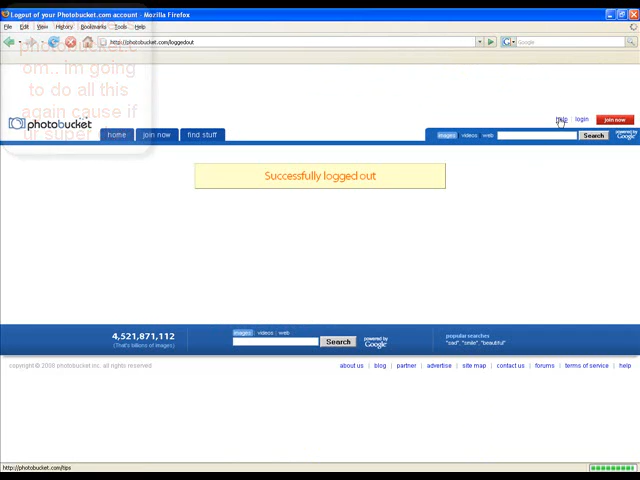 Logout of your Photobucket.com account - Mozilla Firefox
File Edit View History Bookmarks Tools Help
http://photobucket.com/loggedout
Google
photobucket.c
om.. im going
to do all this
again cause if
ur super
photobucket
help | login join now
home join now find stuff
images videos web Search powered by Google
Successfully logged out
4,521,871,112
(That's billions of images)
images | videos | web
Search powered by Google
popular searches
"sad", "smile", "beautiful"
copyright © 2008 photobucket inc. all rights reserved
about us | blog | partner | advertise | site map | contact us | forums | terms of service | help
http://photobucket.com/tips